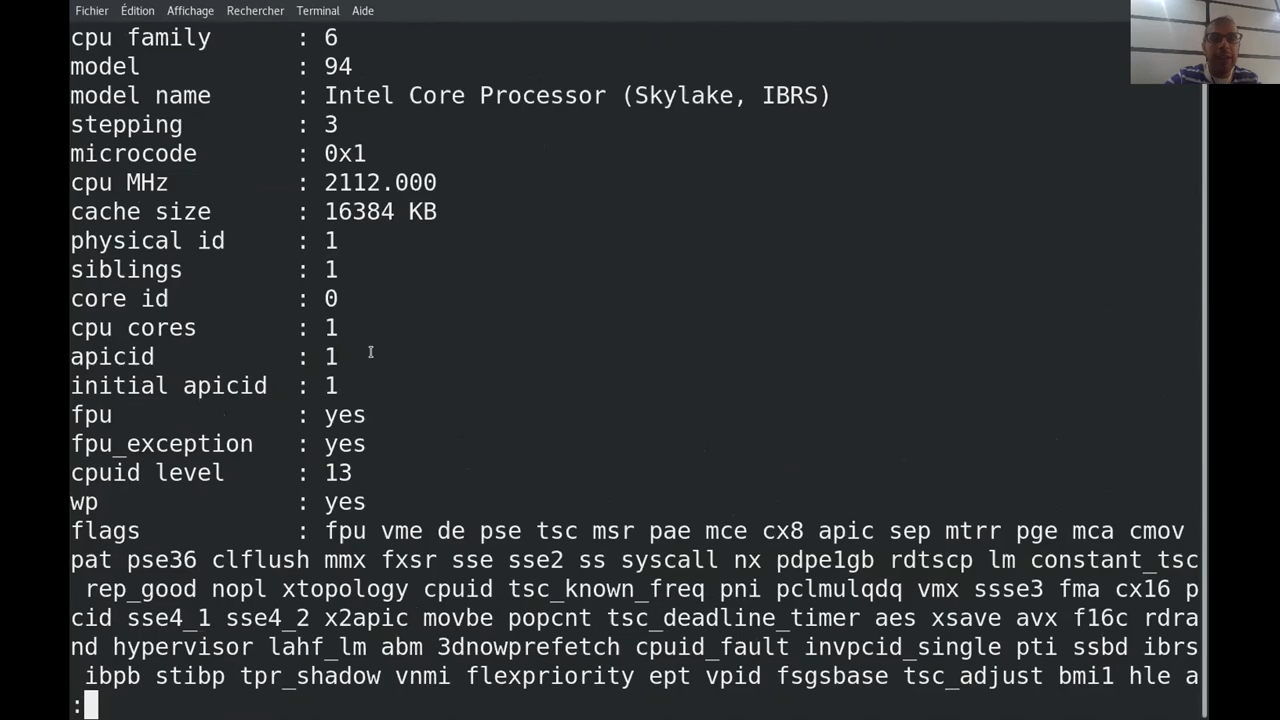 Fichier Édition Affichage Rechercher Terminal Aide
cpu family : 6
model : 94
model name : Intel Core Processor (Skylake, IBRS)
stepping : 3
microcode : 0x1
cpu MHz : 2112.000
cache size : 16384 KB
physical id : 1
siblings : 1
core id : 0
cpu cores : 1
apicid : 1
initial apicid : 1
fpu : yes
fpu_exception : yes
cpuid level : 13
wp : yes
flags : fpu vme de pse tsc msr pae mce cx8 apic sep mtrr pge mca cmov
pat pse36 clflush mmx fxsr sse sse2 ss syscall nx pdpe1gb rdtscp lm constant_tsc
rep_good nopl xtopology cpuid tsc_known_freq pni pclmulqdq vmx ssse3 fma cx16 p
cid sse4_1 sse4_2 x2apic movbe popcnt tsc_deadline_timer aes xsave avx f16c rdra
nd hypervisor lahf_lm abm 3dnowprefetch cpuid_fault invpcid_single pti ssbd ibrs
ibpb stibp tpr_shadow vnmi flexpriority ept vpid fsgsbase tsc_adjust bmi1 hle a
: